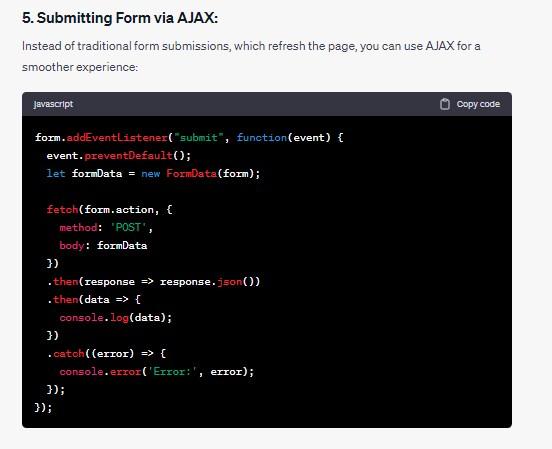 5. Submitting Form via AJAX:
Instead of traditional form submissions, which refresh the page, you can use AJAX for a
smoother experience:
javascript
Copy code
form.addEventListener("submit", function(event) {
  event.preventDefault();
  let formData = new FormData(form);
  fetch(form.action, {
    method: 'POST',
    body: formData
  })
  .then(response => response.json())
  .then(data => {
    console.log(data);
  })
  .catch((error) => {
    console.error('Error:', error);
  });
});